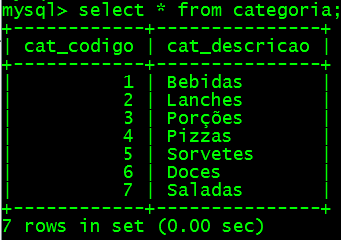 mysql> select * from categoria;
+------------+---------------+
| cat_codigo | cat_descricao |
+------------+---------------+
|          1 | Bebidas       |
|          2 | Lanches       |
|          3 | Porções       |
|          4 | Pizzas        |
|          5 | Sorvetes      |
|          6 | Doces         |
|          7 | Saladas       |
+------------+---------------+
7 rows in set (0.00 sec)